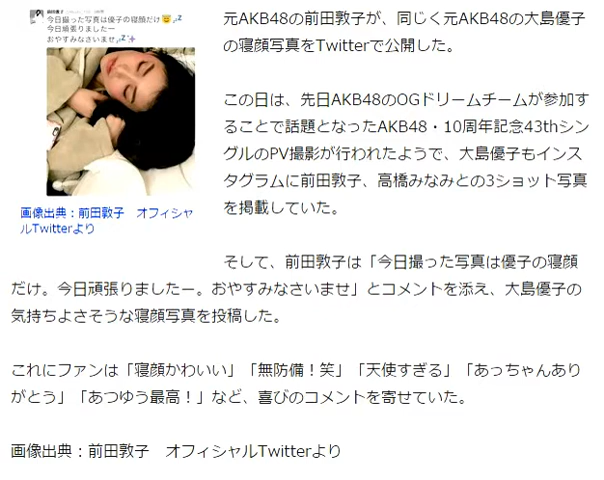 今日撮った写真は優子の寝顔だけ
今日頑張りましたー
おやすみなさいませ
画像出典：前田敦子　オフィシャ
ルTwitterより
元AKB48の前田敦子が、同じく元AKB48の大島優子
の寝顔写真をTwitterで公開した。
この日は、先日AKB48のOGドリームチームが参加す
ることで話題となったAKB48・10周年記念43thシン
グルのPV撮影が行われたようで、大島優子もインス
タグラムに前田敦子、高橋みなみとの3ショット写真
を掲載していた。
そして、前田敦子は「今日撮った写真は優子の寝顔
だけ。今日頑張りましたー。おやすみなさいませ」とコメントを添え、大島優子の
気持ちよさそうな寝顔写真を投稿した。
これにファンは「寝顔かわいい」「無防備！笑」「天使すぎる」「あっちゃんあり
がとう」「あつゆう最高！」など、喜びのコメントを寄せていた。
画像出典：前田敦子　オフィシャルTwitterより